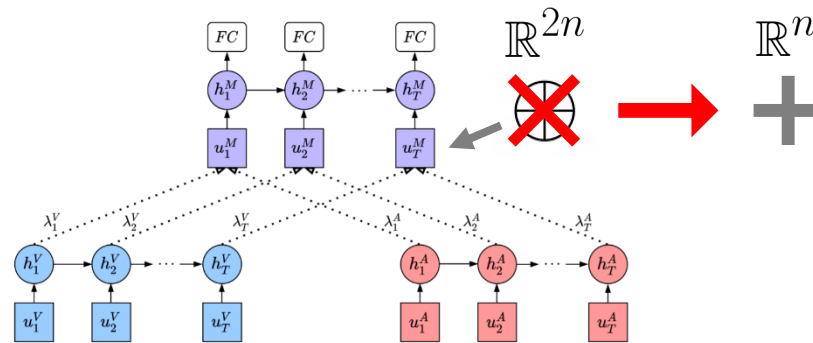 FC FC FC
ℝ^{2n} ℝ^n
h_1^M h_2^M ... h_T^M
u_1^M u_2^M u_T^M
λ_1^V λ_2^V λ_T^V λ_1^A λ_2^A λ_T^A
h_1^V h_2^V ... h_T^V h_1^A h_2^A ... h_T^A
u_1^V u_2^V u_T^V u_1^A u_2^A u_T^A